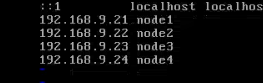 ::1 localhost localhos
192.168.9.21 node1
192.168.9.22 node2
192.168.9.23 node3
192.168.9.24 node4